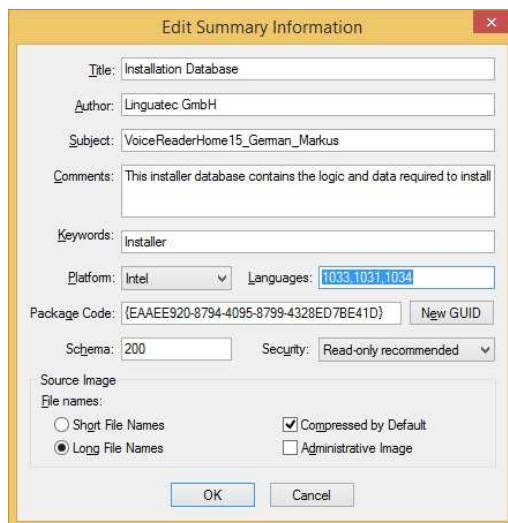 Edit Summary Information
Title: Installation Database
Author: Linguatec GmbH
Subject: VoiceReaderHome15_German_Markus
Comments: This installer database contains the logic and data required to install
Keywords: Installer
Platform: Intel Languages: 1033,1031,1034
Package Code: {EAAEE920-8794-4095-8799-4328ED7BE41D} New GUID
Schema: 200 Security: Read-only recommended
Source Image
File names:
Short File Names Compressed by Default
Long File Names Administrative Image
OK Cancel